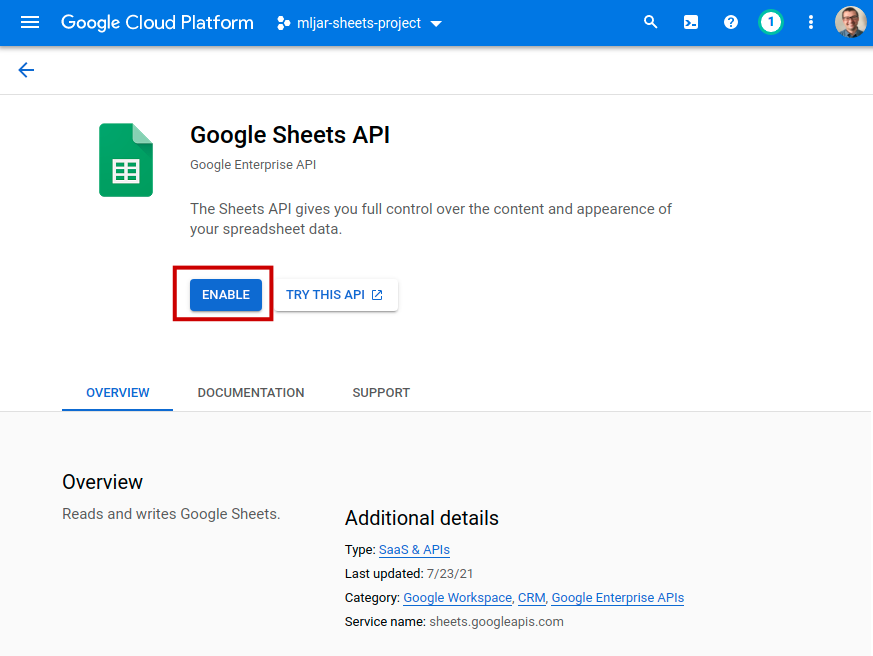 Google Cloud Platform
mljar-sheets-project
1
Google Sheets API
Google Enterprise API
The Sheets API gives you full control over the content and appearence of
your spreadsheet data.
ENABLE
TRY THIS API
OVERVIEW
DOCUMENTATION
SUPPORT
Overview
Reads and writes Google Sheets.
Additional details
Type: SaaS & APIs
Last updated: 7/23/21
Category: Google Workspace, CRM, Google Enterprise APIs
Service name: sheets.googleapis.com